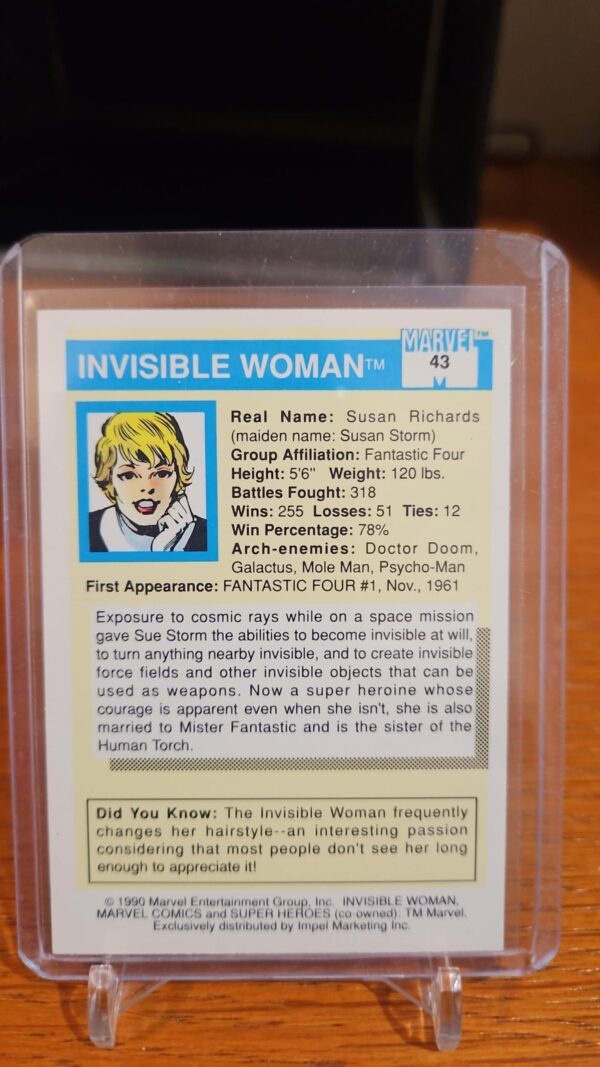 MARVEL™
INVISIBLE WOMAN™ 43
Real Name: Susan Richards
(maiden name: Susan Storm)
Group Affiliation: Fantastic Four
Height: 5'6" Weight: 120 lbs.
Battles Fought: 318
Wins: 255 Losses: 51 Ties: 12
Win Percentage: 78%
Arch-enemies: Doctor Doom,
Galactus, Mole Man, Psycho-Man
First Appearance: FANTASTIC FOUR #1, Nov., 1961
Exposure to cosmic rays while on a space mission
gave Sue Storm the abilities to become invisible at will,
to turn anything nearby invisible, and to create invisible
force fields and other invisible objects that can be
used as weapons. Now a super heroine whose
courage is apparent even when she isn't, she is also
married to Mister Fantastic and is the sister of the
Human Torch.
Did You Know: The Invisible Woman frequently
changes her hairstyle--an interesting passion
considering that most people don't see her long
enough to appreciate it!
© 1990 Marvel Entertainment Group, Inc. INVISIBLE WOMAN,
MARVEL COMICS and SUPER HEROES (co-owned): TM Marvel.
Exclusively distributed by Impel Marketing Inc.